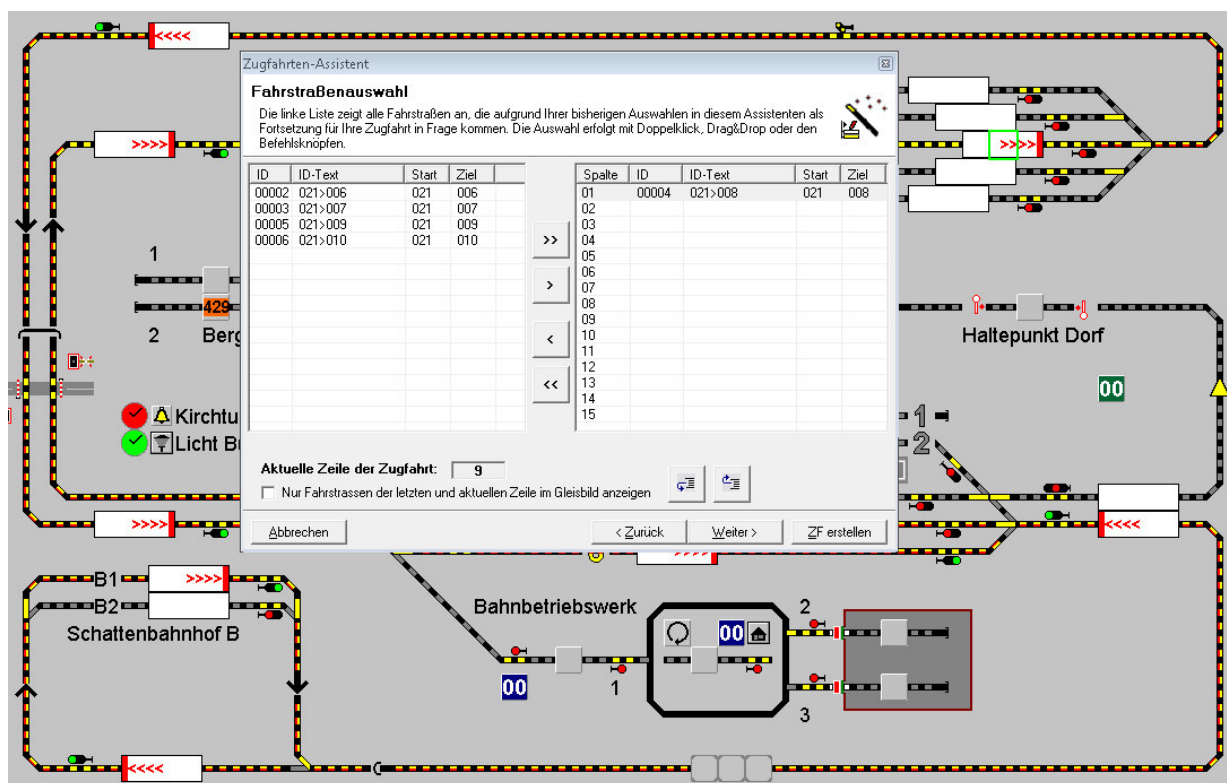 <<<<
Zugfahrten-Assistent
Fahrstraßenauswahl
Die linke Liste zeigt alle Fahrstraßen an, die aufgrund Ihrer bisherigen Auswahlen in diesem Assistenten als
Fortsetzung für Ihre Zugfahrt in Frage kommen. Die Auswahl erfolgt mit Doppelklick, Drag&Drop oder den
Befehlsknöpfen.
>>>>
>>>>
ID ID-Text Start Ziel
00002 021>006 021 006
00003 021>007 021 007
00005 021>009 021 009
00006 021>010 021 010
>>
>
<
<<
Spalte ID ID-Text Start Ziel
01 00004 021>008 021 008
02
03
04
05
06
07
08
09
10
11
12
13
14
15
1
429
2
Berg
Haltepunkt Dorf
00
Kirchtu
Licht B
1
2
Aktuelle Zeile der Zugfahrt: 9
Nur Fahrstrassen der letzten und aktuellen Zeile im Gleisbild anzeigen
Abbrechen
< Zurück
Weiter >
ZF erstellen
>>>>
<<<<
B1
>>>>
B2
Schattenbahnhof B
Bahnbetriebswerk
00
2
00
1
3
<<<<